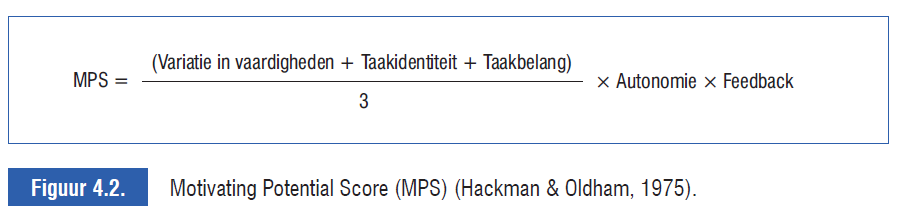 (Variatie in vaardigheden + Taakidentiteit + Taakbelang)
MPS = × Autonomie × Feedback
3
Figuur 4.2. Motivating Potential Score (MPS) (Hackman & Oldham, 1975).